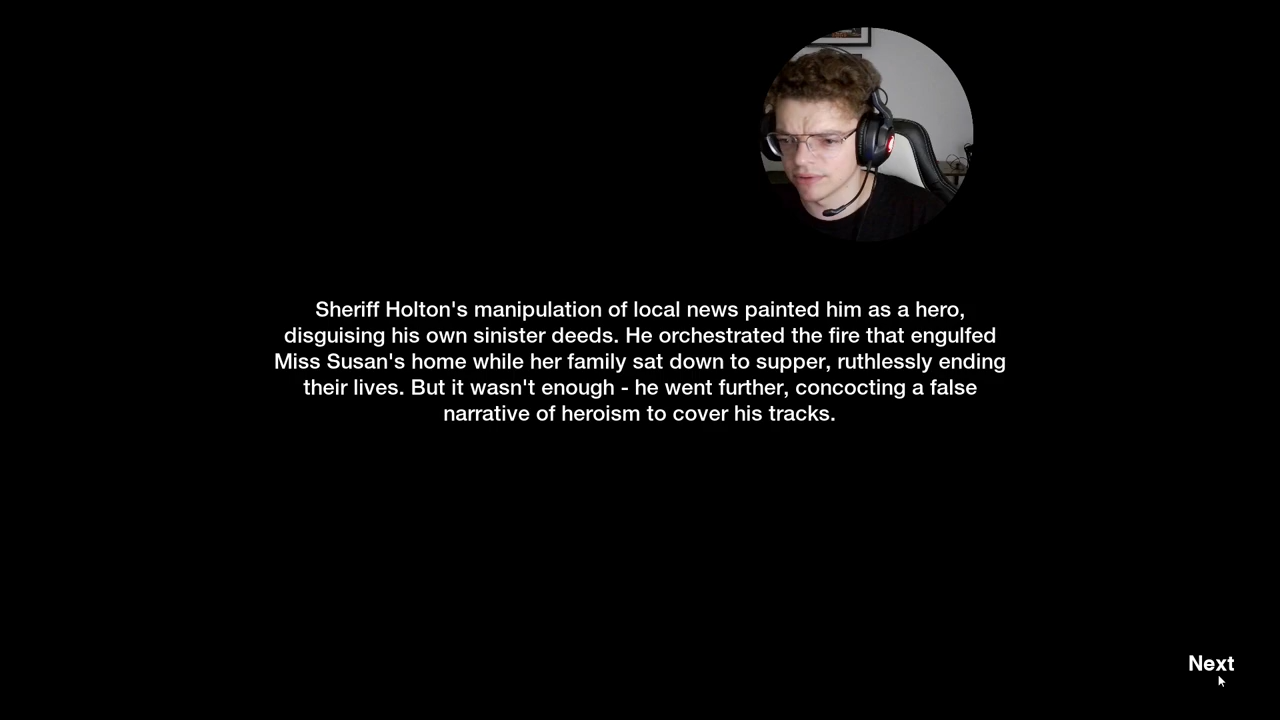 Sheriff Holton's manipulation of local news painted him as a hero,
disguising his own sinister deeds. He orchestrated the fire that engulfed
Miss Susan's home while her family sat down to supper, ruthlessly ending
their lives. But it wasn't enough - he went further, concocting a false
narrative of heroism to cover his tracks.
Next